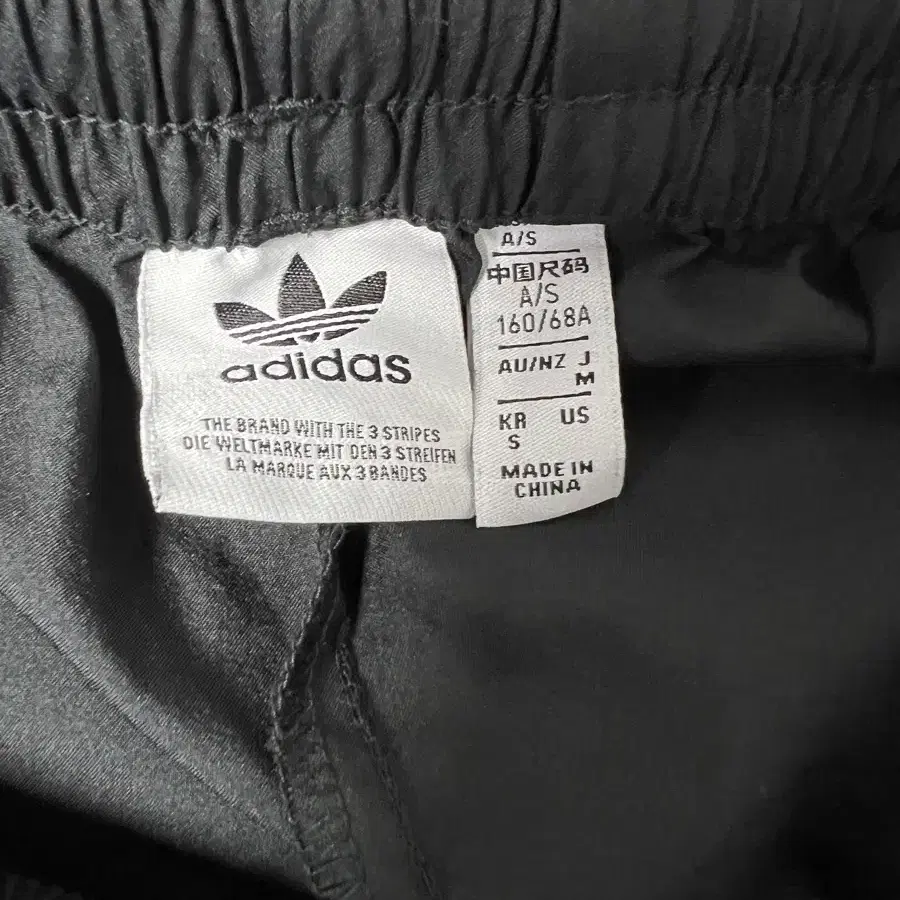 adidas
THE BRAND WITH THE 3 STRIPES
DIE WELTMARKE MIT DEN 3 STREIFEN
LA MARQUE AUX 3 BANDES
A/S
中国尺码
A/S
160/68A
AU/NZ J
M
KR US
S
MADE IN
CHINA